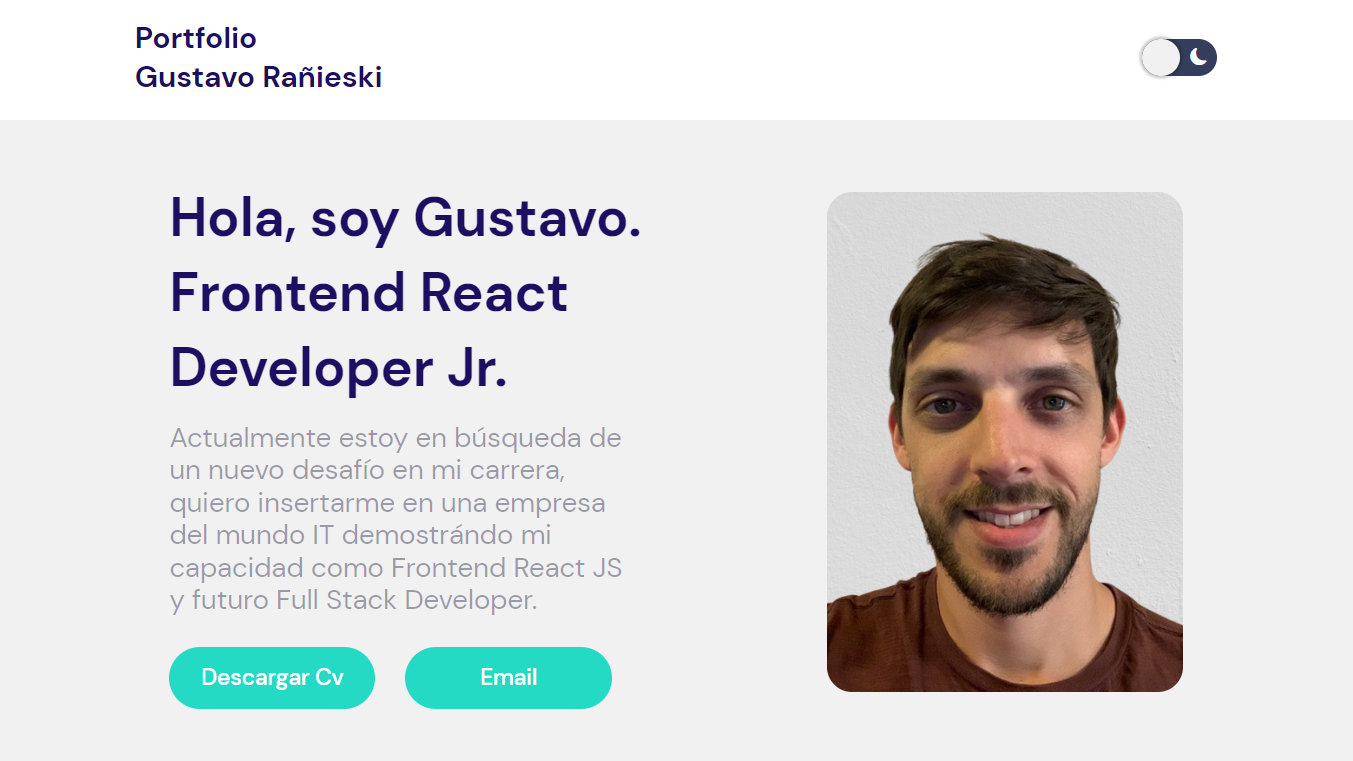 Portfolio
Gustavo Rañieski
Hola, soy Gustavo.
Frontend React
Developer Jr.
Actualmente estoy en búsqueda de
un nuevo desafío en mi carrera,
quiero insertarme en una empresa
del mundo IT demostrándo mi
capacidad como Frontend React JS
y futuro Full Stack Developer.
Descargar Cv
Email